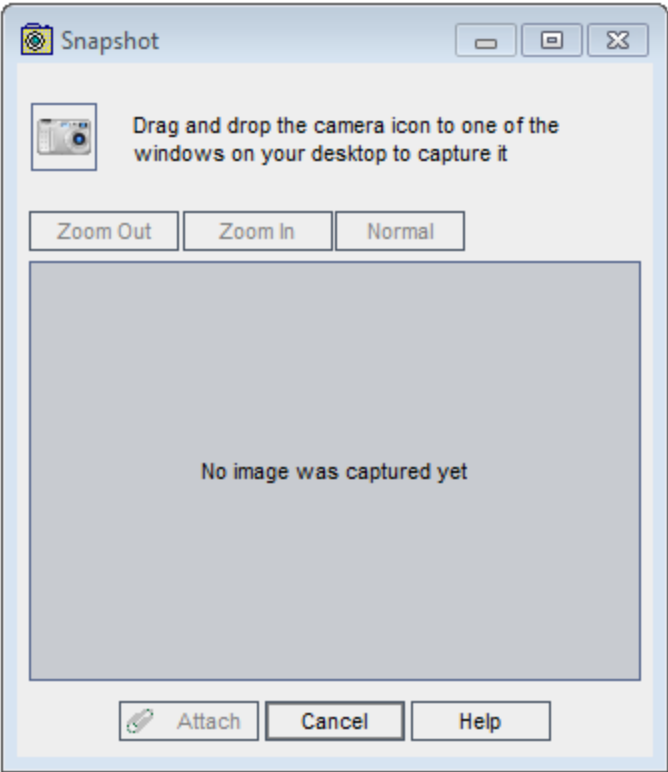 Snapshot
Drag and drop the camera icon to one of the
windows on your desktop to capture it
Zoom Out
Zoom In
Normal
No image was captured yet
Attach
Cancel
Help